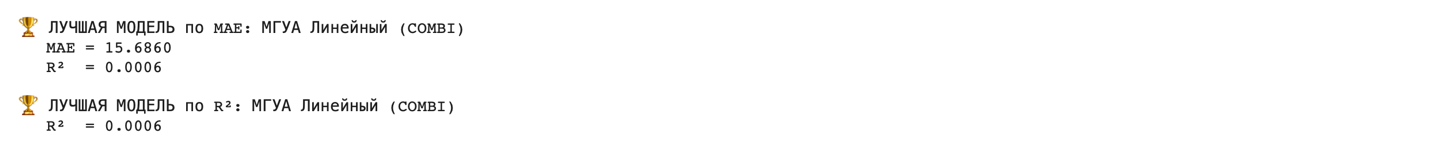 🏆 ЛУЧШАЯ МОДЕЛЬ по MAE: МГУА Линейный (COMBI)
MAE = 15.6860
R² = 0.0006
🏆 ЛУЧШАЯ МОДЕЛЬ по R²: МГУА Линейный (COMBI)
R² = 0.0006